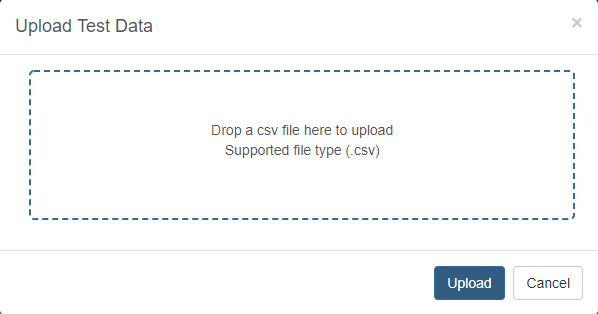 Upload Test Data
×
Drop a csv file here to upload
Supported file type (.csv)
Upload
Cancel